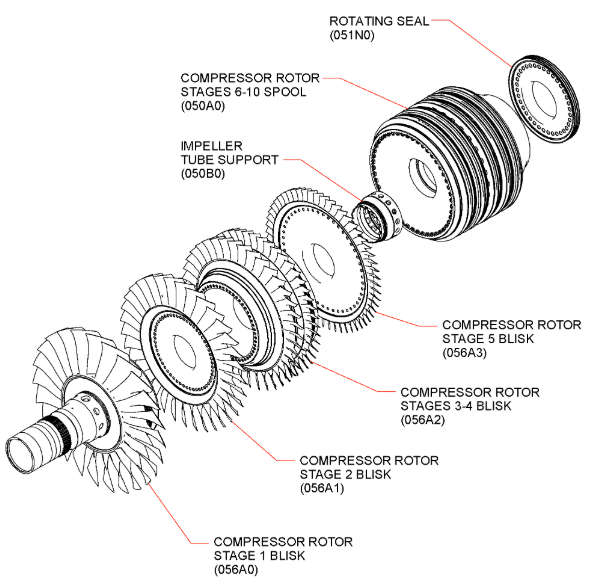 ROTATING SEAL
(051N0)
COMPRESSOR ROTOR
STAGES 6-10 SPOOL
(050A0)
IMPELLER
TUBE SUPPORT
(050B0)
COMPRESSOR ROTOR
STAGE 5 BLISK
(056A3)
COMPRESSOR ROTOR
STAGES 3-4 BLISK
(056A2)
COMPRESSOR ROTOR
STAGE 2 BLISK
(056A1)
COMPRESSOR ROTOR
STAGE 1 BLISK
(056A0)